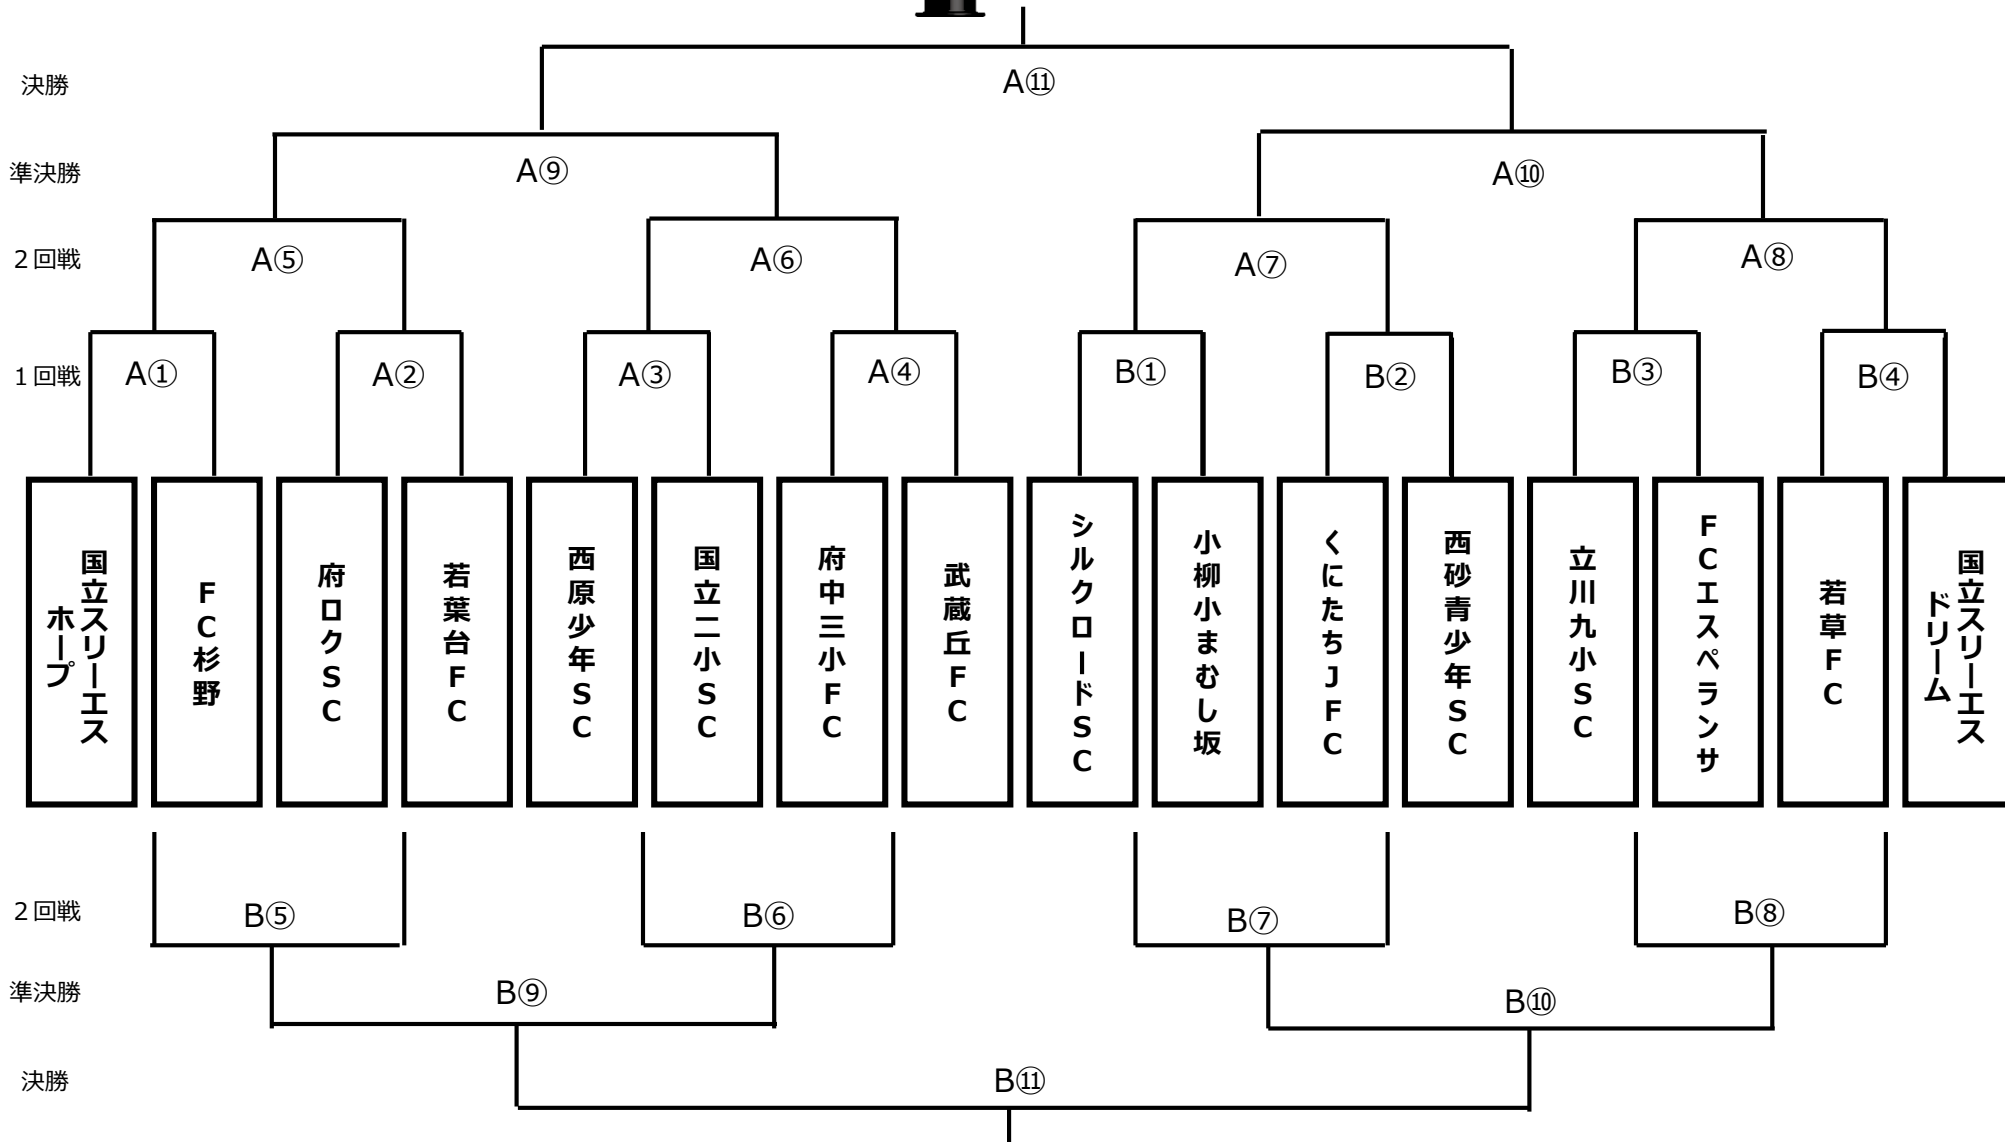 決勝
A⑪
準決勝
A⑨
A⑩
２回戦
A⑤
A⑥
A⑦
A⑧
１回戦
A①
A②
A③
A④
B①
B②
B③
B④
国立スリーエス
ホープ
ＦＣ杉野
府ロクＳＣ
若葉台ＦＣ
西原少年ＳＣ
国立二小ＳＣ
府中三小ＦＣ
武蔵丘ＦＣ
シルクロードＳＣ
小柳小まむし坂
くにたちＪＦＣ
西砂青少年ＳＣ
立川九小ＳＣ
ＦＣエスペランサ
若草ＦＣ
国立スリーエス
ドリーム
２回戦
B⑤
B⑥
B⑦
B⑧
準決勝
B⑨
B⑩
決勝
B⑪